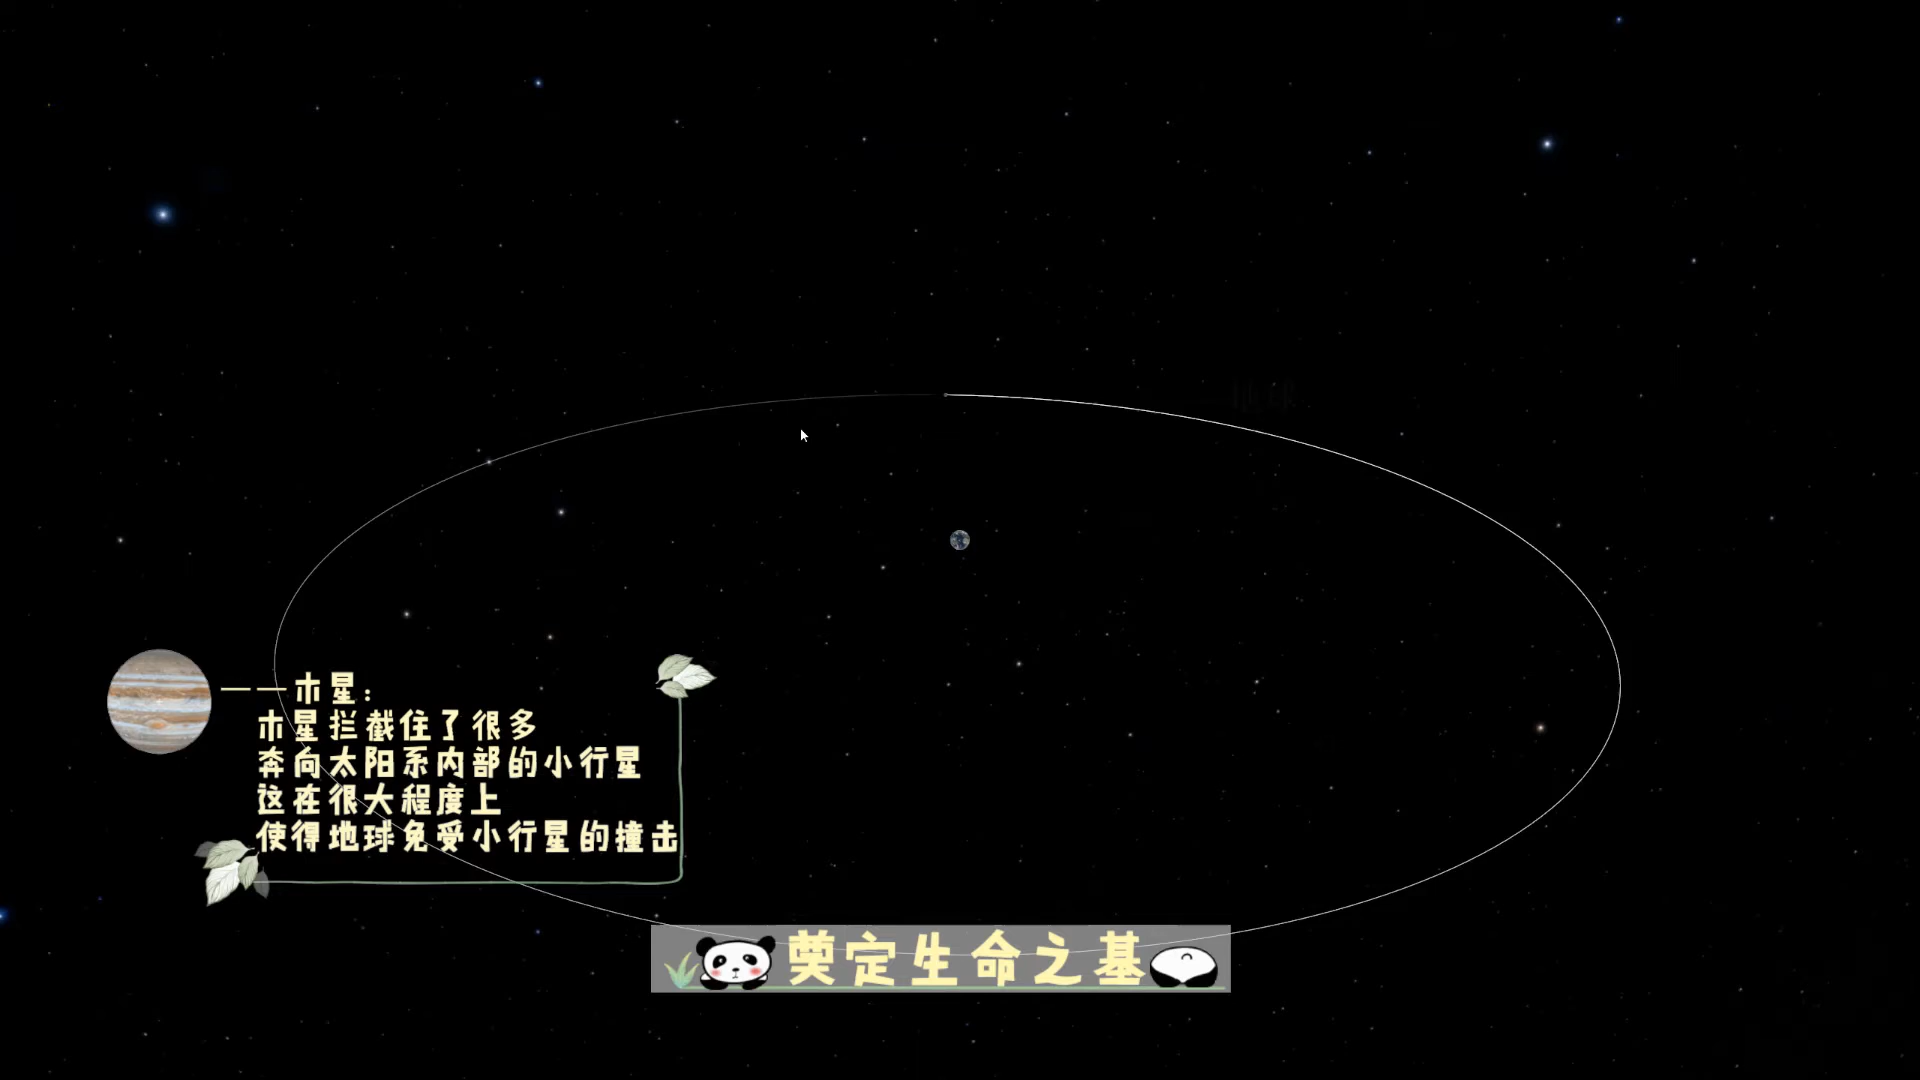 ——木星：
木星拦截住了很多
奔向太阳系内部的小行星
这在很大程度上
使得地球免受小行星的撞击
奠定生命之基